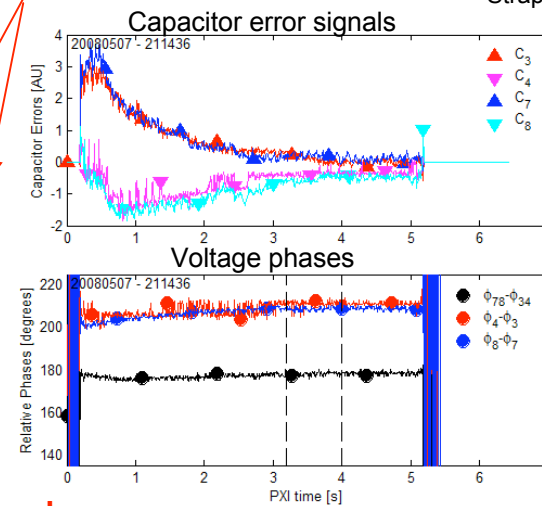 Strap
Capacitor error signals
20080507 - 211436
4
3
2
1
0
-1
-2
Capacitor Errors [AU]
C3
C4
C7
C8
0 1 2 3 4 5 6
Voltage phases
20080507 - 211436
220
200
180
160
140
Relative Phases [degrees]
ϕ78-ϕ34
ϕ4-ϕ3
ϕ8-ϕ7
0 1 2 3 4 5 6
PXI time [s]